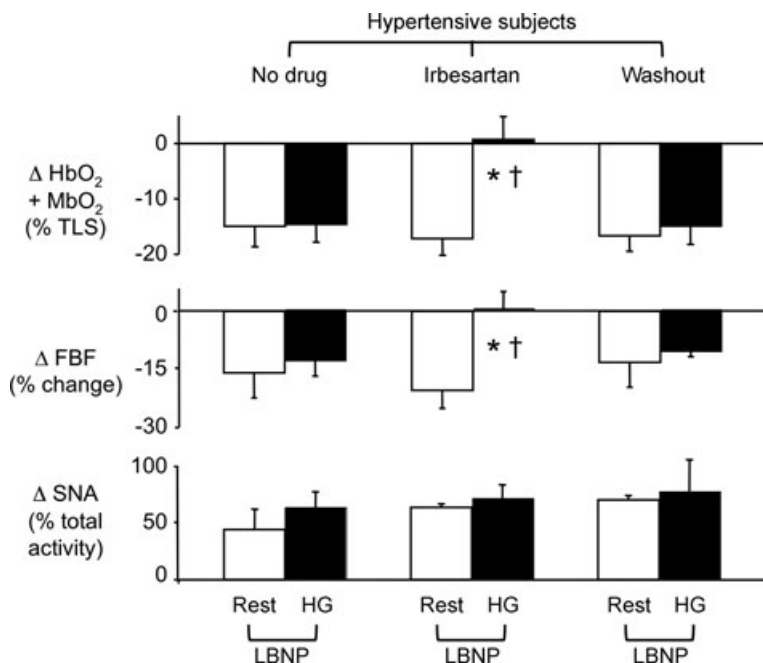 Hypertensive subjects
No drug Irbesartan Washout
Δ HbO₂
+ MbO₂
(% TLS)
0
-10
-20
* †
Δ FBF
(% change)
0
-15
-30
* †
Δ SNA
(% total
activity)
100
50
0
Rest HG Rest HG Rest HG
LBNP LBNP LBNP